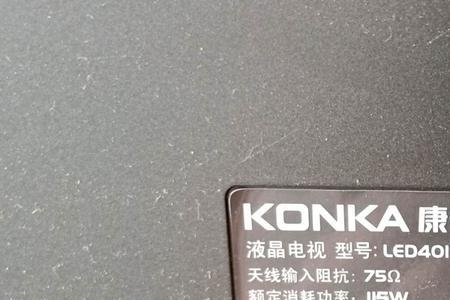 KONKA 康
液晶电视 型号: LED401
天线输入阻抗: 75Ω
额定消耗功率: 115W